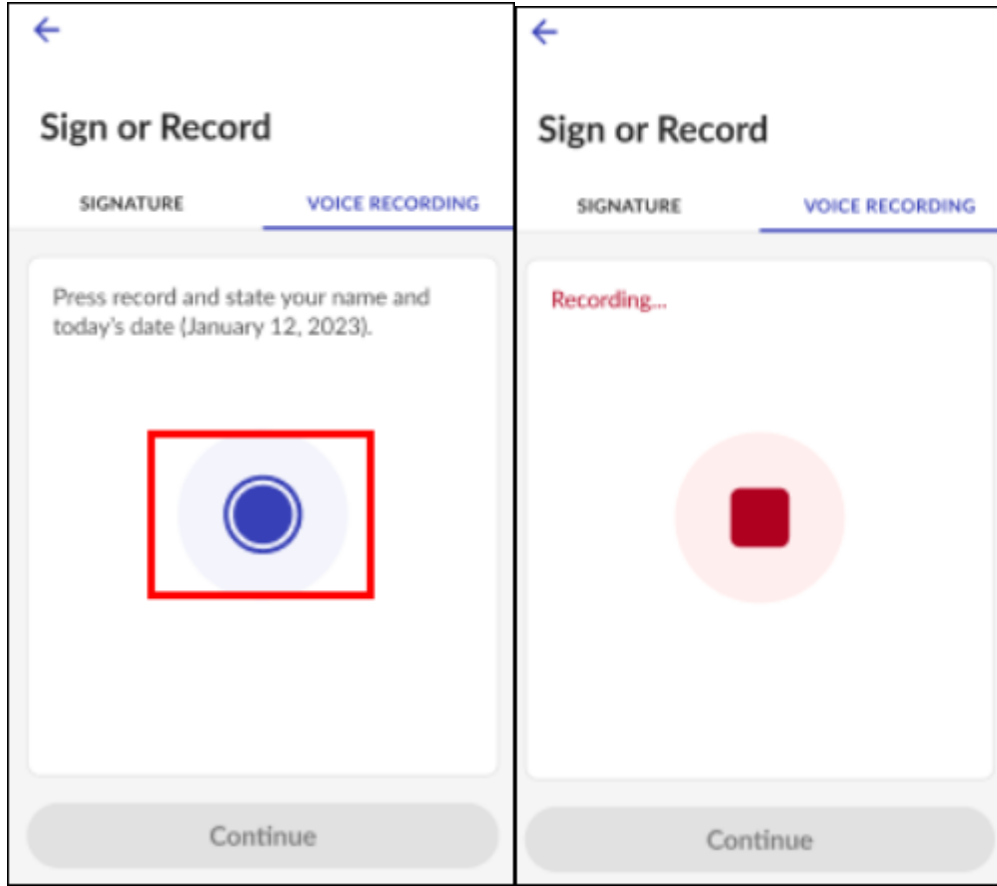 Sign or Record
SIGNATURE VOICE RECORDING
Press record and state your name and
today's date (January 12, 2023).
Continue
Sign or Record
SIGNATURE VOICE RECORDING
Recording...
Continue